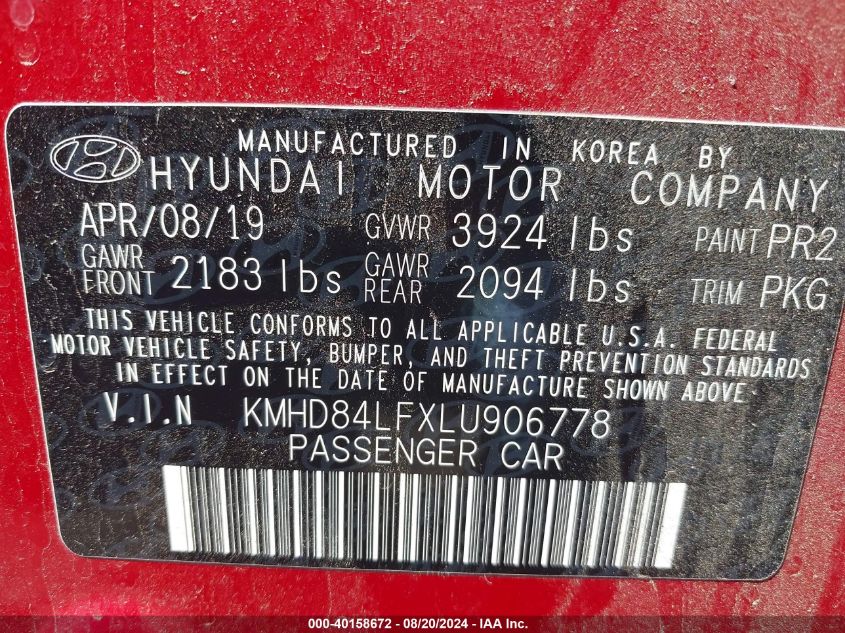 MANUFACTURED IN KOREA BY
HYUNDAI MOTOR COMPANY
APR/08/19 GVWR 3924 lbs PAINT PR2
GAWR FRONT 2183 lbs GAWR REAR 2094 lbs TRIM PKG
THIS VEHICLE CONFORMS TO ALL APPLICABLE U.S.A. FEDERAL
MOTOR VEHICLE SAFETY, BUMPER, AND THEFT PREVENTION STANDARDS
IN EFFECT ON THE DATE OF MANUFACTURE SHOWN ABOVE.
V.I.N KMHD84LFXLU906778
PASSENGER CAR
000-40158672 / 08/20/2024 - IAA Inc.